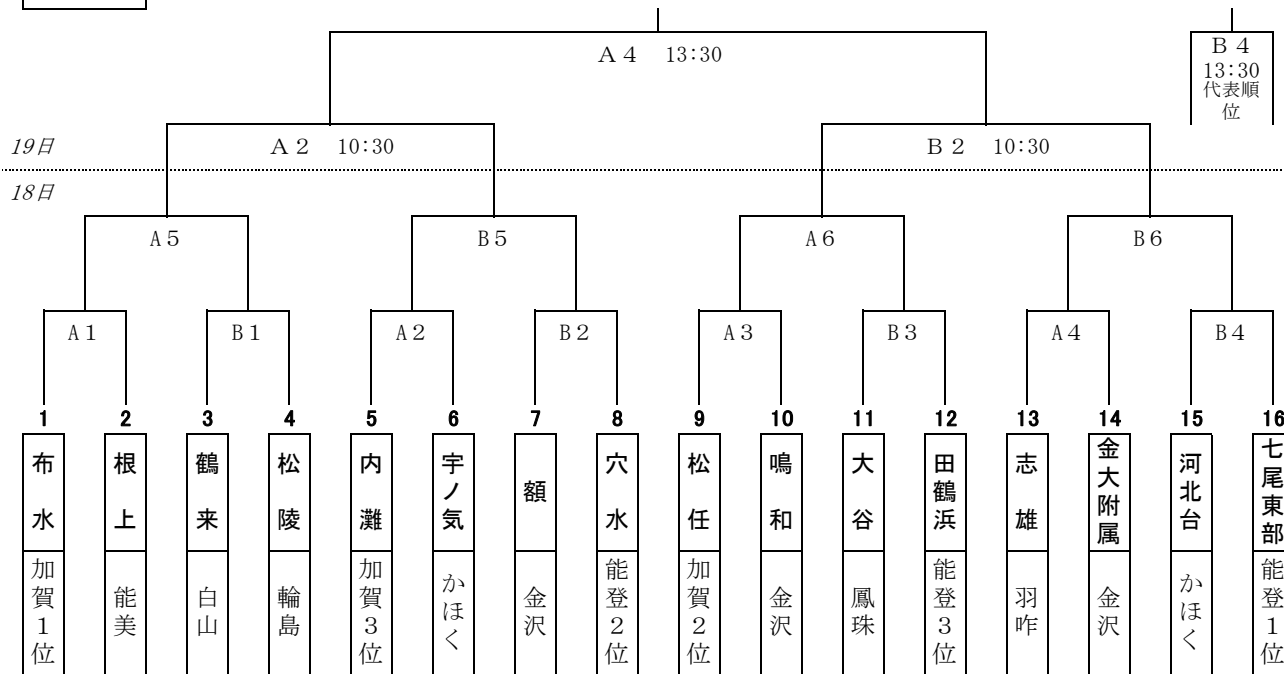 A4 13:30
B4
13:30
代表順
位
19日
A2 10:30
B2 10:30
18日
A5
B5
A6
B6
A1
B1
A2
B2
A3
B3
A4
B4
1
2
3
4
5
6
7
8
9
10
11
12
13
14
15
16
布水
根上
鶴来
松陵
内灘
宇ノ気
額
穴水
松任
鳴和
大谷
田鶴浜
志雄
金大附属
河北台
七尾東部
加賀1位
能美
白山
輪島
加賀3位
かほく
金沢
能登2位
加賀2位
金沢
鳳珠
能登3位
羽咋
金沢
かほく
能登1位